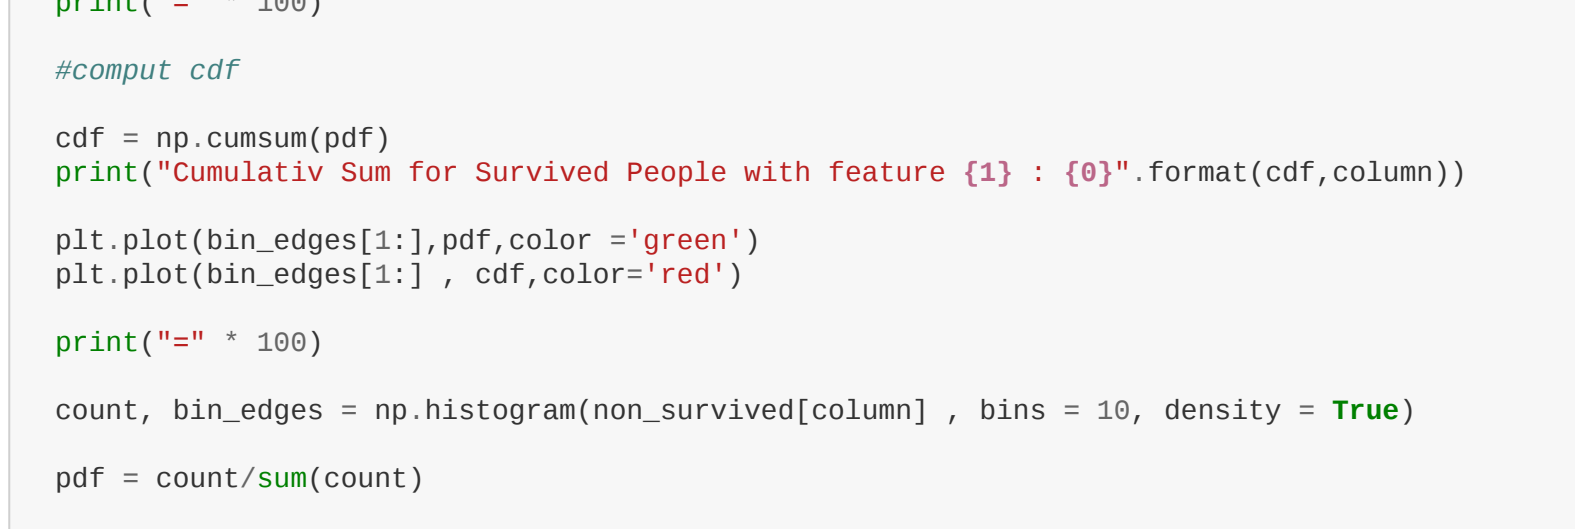 print("=" * 100)
#comput cdf
cdf = np.cumsum(pdf)
print("Cumulativ Sum for Survived People with feature {1} : {0}".format(cdf,column))
plt.plot(bin_edges[1:],pdf,color ='green')
plt.plot(bin_edges[1:] , cdf,color='red')
print("=" * 100)
count, bin_edges = np.histogram(non_survived[column] , bins = 10, density = True)
pdf = count/sum(count)